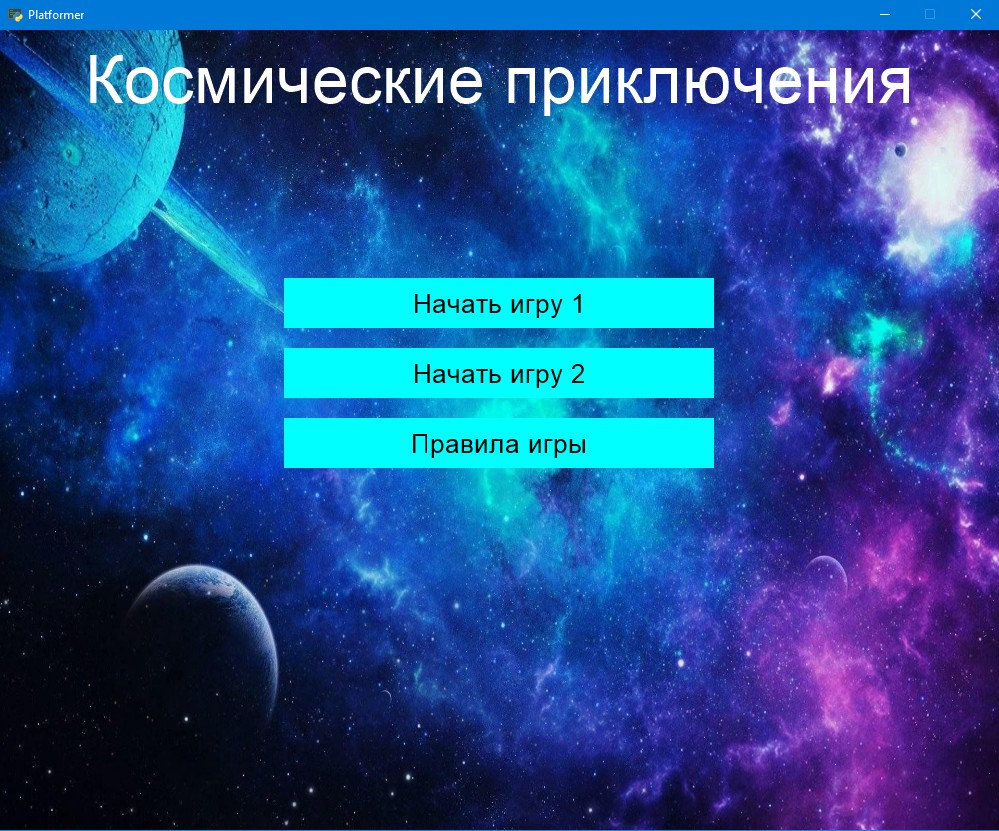 Platformer
Космические приключения
Начать игру 1
Начать игру 2
Правила игры